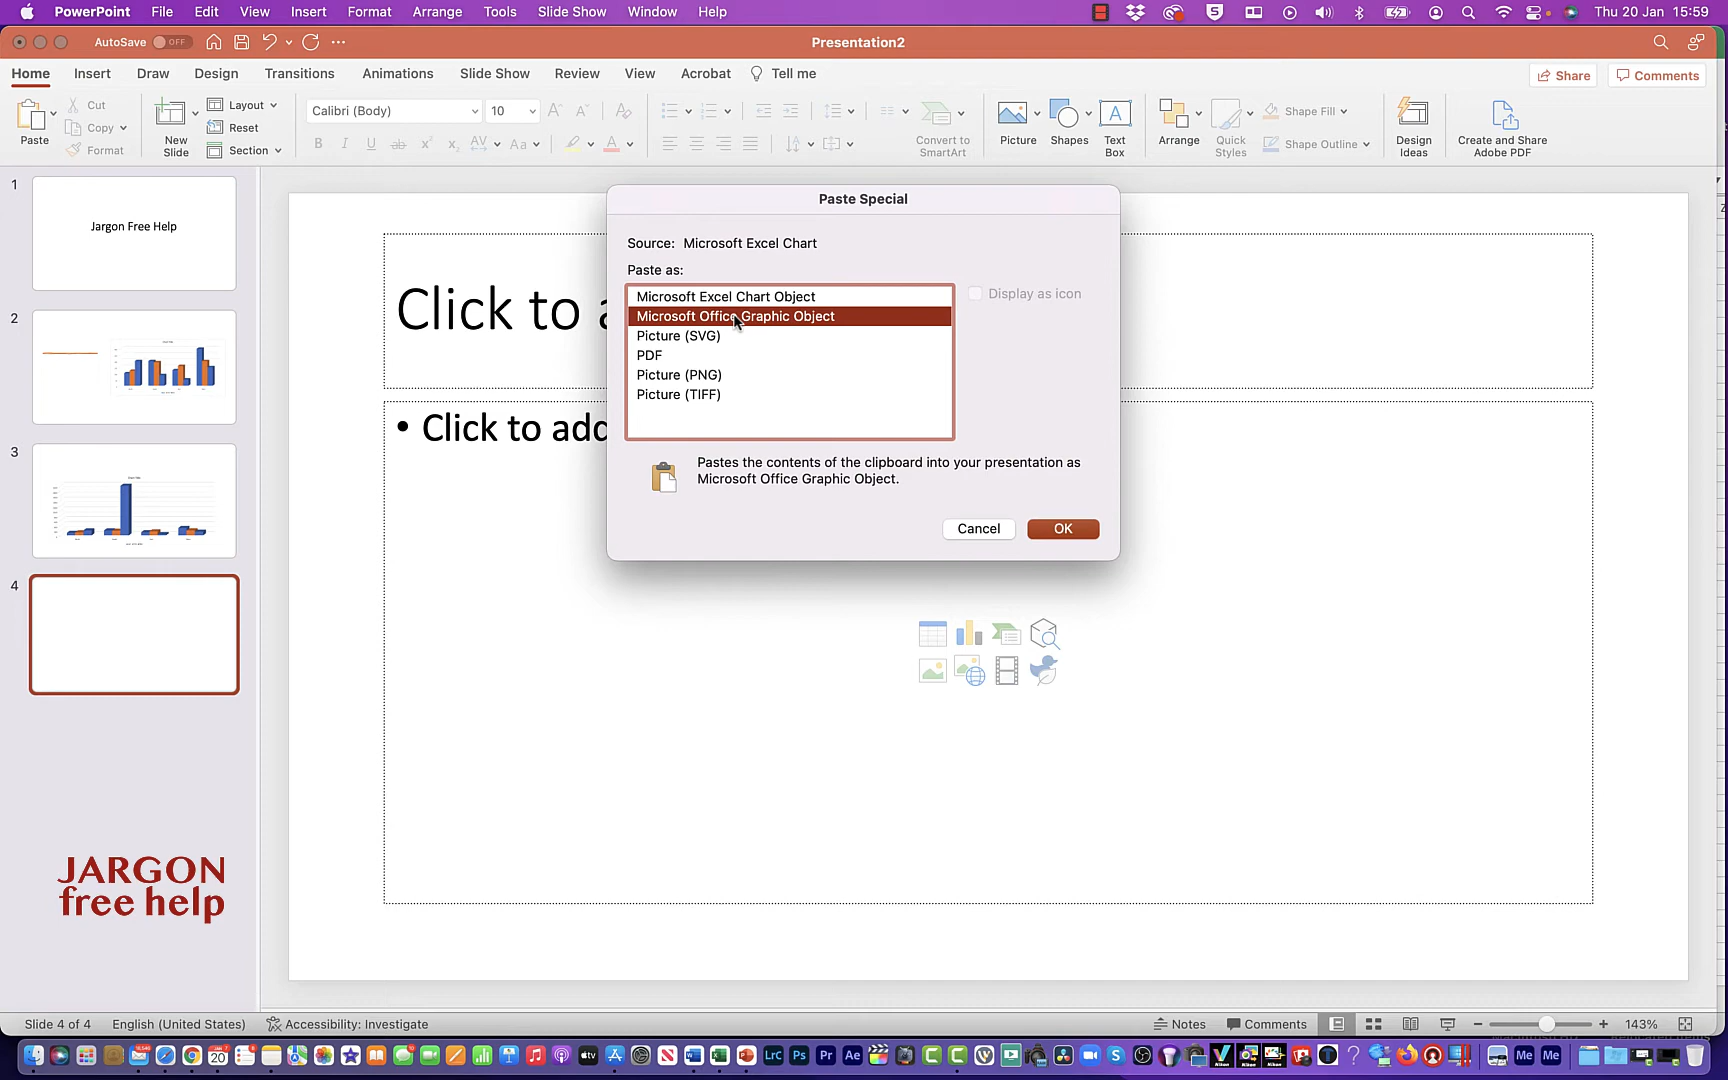 PowerPoint File Edit View Insert Format Arrange Tools Slide Show Window Help Thu 20 Jan 15:59
AutoSave OFF Presentation2
Home Insert Draw Design Transitions Animations Slide Show Review View Acrobat Tell me Share Comments
Paste Cut Copy Format
New Slide Layout Reset Section
Calibri (Body) 10
Convert to SmartArt
Picture Shapes Text Box
Arrange Quick Styles Shape Fill Shape Outline
Design Ideas
Create and Share Adobe PDF
1
Jargon Free Help
2
3
4
JARGON
free help
Click to a
• Click to add
Paste Special
Source: Microsoft Excel Chart
Paste as:
Microsoft Excel Chart Object
Microsoft Office Graphic Object
Picture (SVG)
PDF
Picture (PNG)
Picture (TIFF)
Display as icon
Pastes the contents of the clipboard into your presentation as
Microsoft Office Graphic Object.
Cancel OK
Slide 4 of 4 English (United States) Accessibility: Investigate Notes Comments 143%